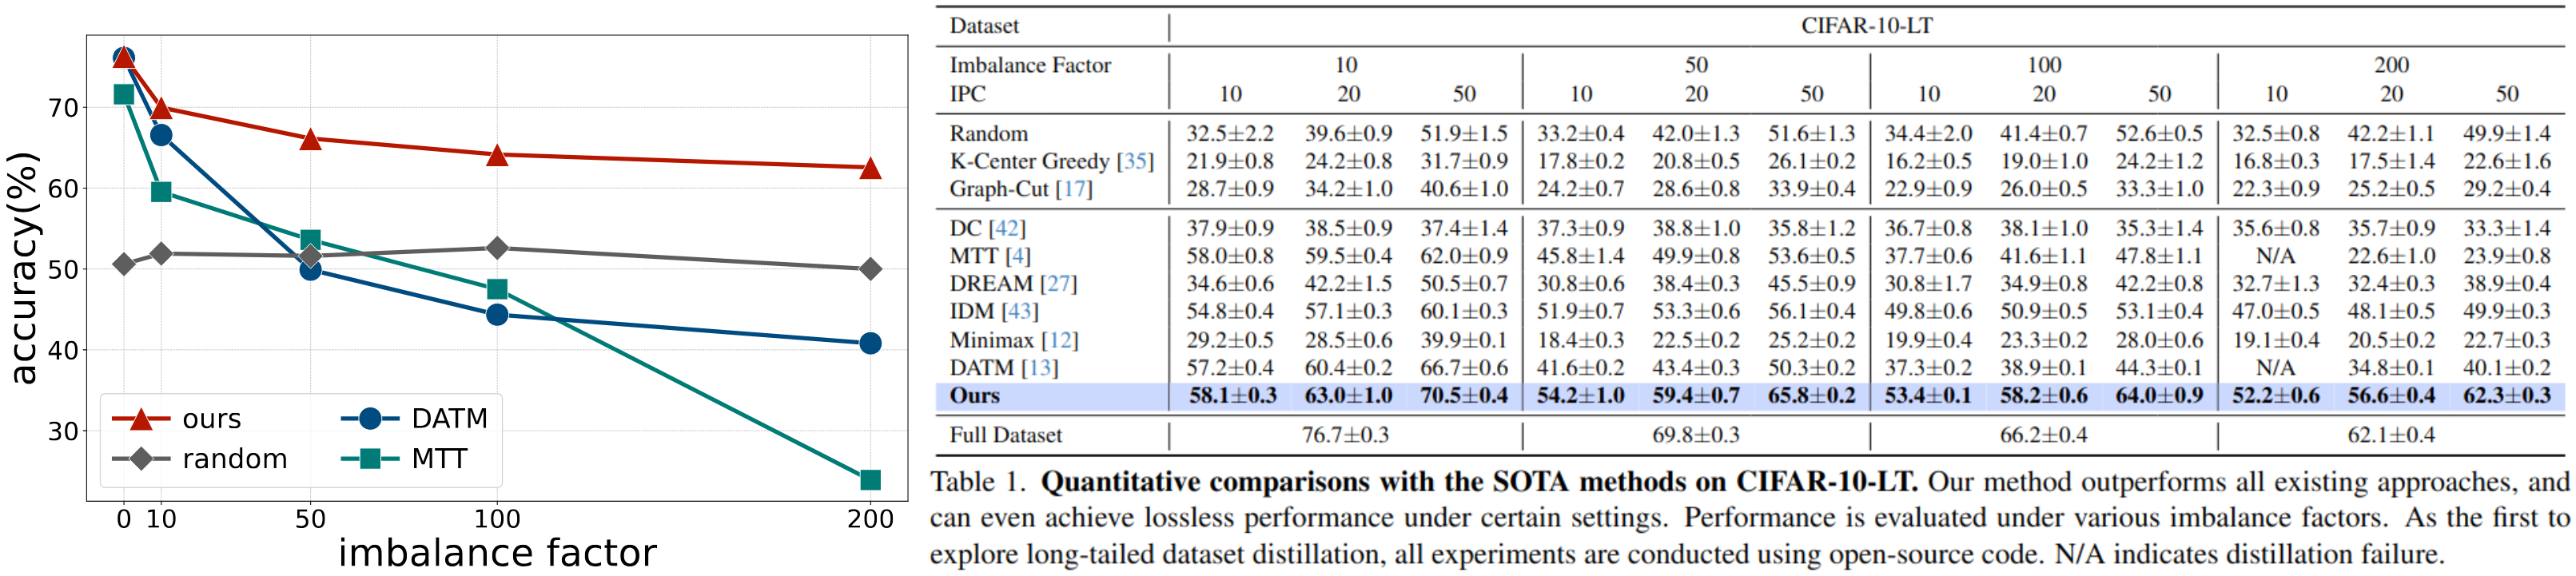 accuracy(%)
70
60
50
40
30
ours
DATM
random
MTT
0 10 50 100 200
imbalance factor
Dataset CIFAR-10-LT
Imbalance Factor 10 50 100 200
IPC 10 20 50 10 20 50 10 20 50 10 20 50
Random 32.5±2.2 39.6±0.9 51.9±1.5 33.2±0.4 42.0±1.3 51.6±1.3 34.4±2.0 41.4±0.7 52.6±0.5 32.5±0.8 42.2±1.1 49.9±1.4
K-Center Greedy [35] 21.9±0.8 24.2±0.8 31.7±0.9 17.8±0.2 20.8±0.5 26.1±0.2 16.2±0.5 19.0±1.0 24.2±1.2 16.8±0.3 17.5±1.4 22.6±1.6
Graph-Cut [17] 28.7±0.9 34.2±1.0 40.6±1.0 24.2±0.7 28.6±0.8 33.9±0.4 22.9±0.9 26.0±0.5 33.3±1.0 22.3±0.9 25.2±0.5 29.2±0.4
DC [42] 37.9±0.9 38.5±0.9 37.4±1.4 37.3±0.9 38.8±1.0 35.8±1.2 36.7±0.8 38.1±1.0 35.3±1.4 35.6±0.8 35.7±0.9 33.3±1.4
MTT [4] 58.0±0.8 59.5±0.4 62.0±0.9 45.8±1.4 49.9±0.8 53.6±0.5 37.7±0.6 41.6±1.1 47.8±1.1 N/A 22.6±1.0 23.9±0.8
DREAM [27] 34.6±0.6 42.2±1.5 50.5±0.7 30.8±0.6 38.4±0.3 45.5±0.9 30.8±1.7 34.9±0.8 42.2±0.8 32.7±1.3 32.4±0.3 38.9±0.4
IDM [43] 54.8±0.4 57.1±0.3 60.1±0.3 51.9±0.7 53.3±0.6 56.1±0.4 49.8±0.6 50.9±0.5 53.1±0.4 47.0±0.5 48.1±0.5 49.9±0.3
Minimax [12] 29.2±0.5 28.5±0.6 39.9±0.1 18.4±0.3 22.5±0.2 25.2±0.2 19.9±0.4 23.3±0.2 28.0±0.6 19.1±0.4 20.5±0.2 22.7±0.3
DATM [13] 57.2±0.4 60.4±0.2 66.7±0.6 41.6±0.2 43.4±0.3 50.3±0.2 37.3±0.2 38.9±0.1 44.3±0.1 N/A 34.8±0.1 40.1±0.2
Ours 58.1±0.3 63.0±1.0 70.5±0.4 54.2±1.0 59.4±0.7 65.8±0.2 53.4±0.1 58.2±0.6 64.0±0.9 52.2±0.6 56.6±0.4 62.3±0.3
Full Dataset 76.7±0.3 69.8±0.3 66.2±0.4 62.1±0.4
Table 1. Quantitative comparisons with the SOTA methods on CIFAR-10-LT. Our method outperforms all existing approaches, and
can even achieve lossless performance under certain settings. Performance is evaluated under various imbalance factors. As the first to
explore long-tailed dataset distillation, all experiments are conducted using open-source code. N/A indicates distillation failure.